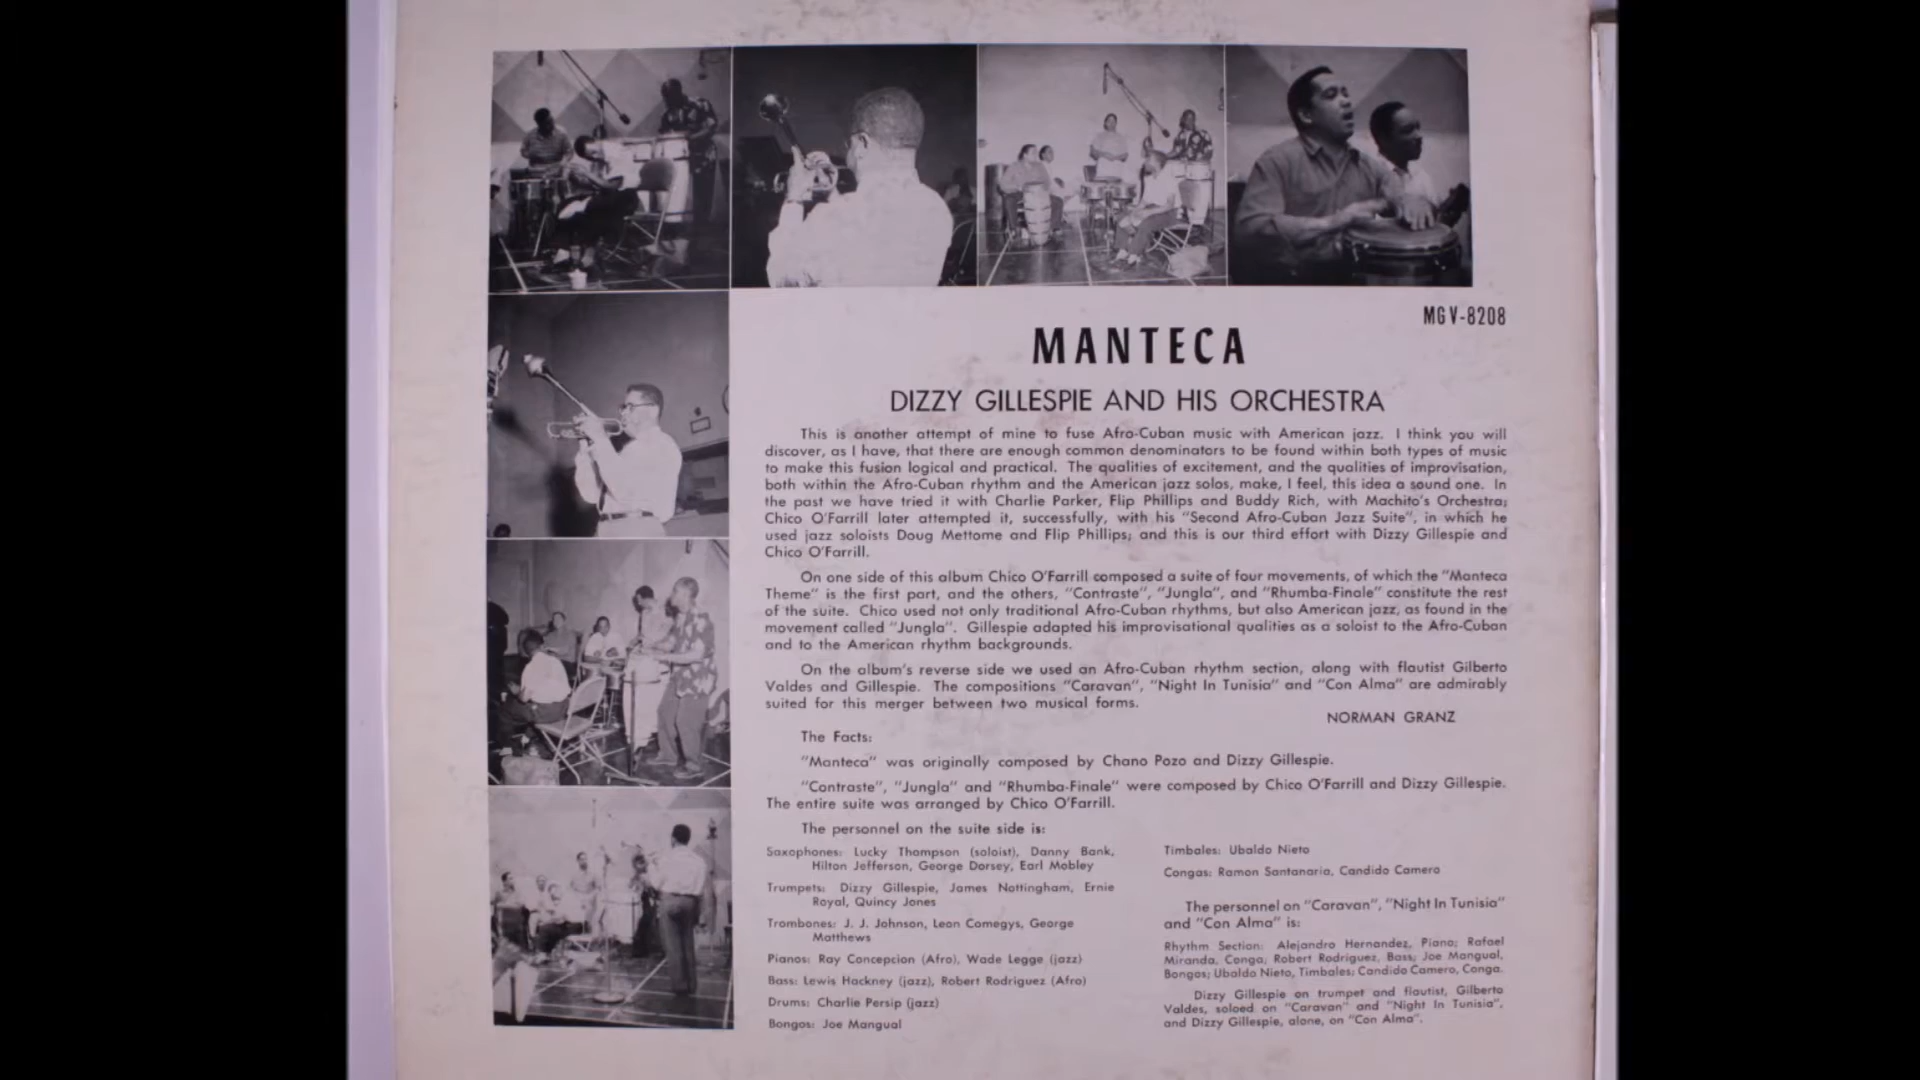 MGV-8208
MANTECA
DIZZY GILLESPIE AND HIS ORCHESTRA
This is another attempt of mine to fuse Afro-Cuban music with American jazz. I think you will
discover, as I have, that there are enough common denominators to be found within both types of music
to make this fusion logical and practical. The qualities of excitement, and the qualities of improvisation,
both within the Afro-Cuban rhythm and the American jazz solos, make, I feel, this idea a sound one. In
the past we have tried it with Charlie Parker, Flip Phillips and Buddy Rich, with Machito's Orchestra;
Chico O'Farrill later attempted it, successfully, with his "Second Afro-Cuban Jazz Suite", in which he
used jazz soloists Doug Mettome and Flip Phillips; and this is our third effort with Dizzy Gillespie and
Chico O'Farrill.
On one side of this album Chico O'Farrill composed a suite of four movements, of which the "Manteca
Theme" is the first part, and the others, "Contraste", "Jungla", and "Rhumba-Finale" constitute the rest
of the suite. Chico used not only traditional Afro-Cuban rhythms, but also American jazz, as found in the
movement called "Jungla". Gillespie adapted his improvisational qualities as a soloist to the Afro-Cuban
and to the American rhythm backgrounds.
On the album's reverse side we used an Afro-Cuban rhythm section, along with flautist Gilberto
Valdes and Gillespie. The compositions "Caravan", "Night In Tunisia" and "Con Alma" are admirably
suited for this merger between two musical forms.
NORMAN GRANZ
The Facts:
"Manteca" was originally composed by Chano Pozo and Dizzy Gillespie.
"Contraste", "Jungla" and "Rhumba-Finale" were composed by Chico O'Farrill and Dizzy Gillespie.
The entire suite was arranged by Chico O'Farrill.
The personnel on the suite side is:
Saxophones: Lucky Thompson (soloist), Danny Bank,
Hilton Jefferson, George Dorsey, Earl Mobley
Trumpets: Dizzy Gillespie, James Nottingham, Ernie
Royal, Quincy Jones
Trombones: J. J. Johnson, Leon Comegys, George
Matthews
Pianos: Ray Concepcion (Afro), Wade Legge (jazz)
Bass: Lewis Hackney (jazz), Robert Rodriguez (Afro)
Drums: Charlie Persip (jazz)
Bongos: Joe Mangual
Timbales: Ubaldo Nieto
Congas: Ramon Santanaria, Candido Camero
The personnel on "Caravan", "Night In Tunisia"
and "Con Alma" is:
Rhythm Section: Alejandro Hernandez, Piano; Rafael
Miranda, Conga; Robert Rodriguez, Bass; Joe Mangual,
Bongos; Ubaldo Nieto, Timbales; Candido Camero, Conga.
Dizzy Gillespie on trumpet and flautist, Gilberto
Valdes, soloed on "Caravan" and "Night In Tunisia",
and Dizzy Gillespie, alone, on "Con Alma".